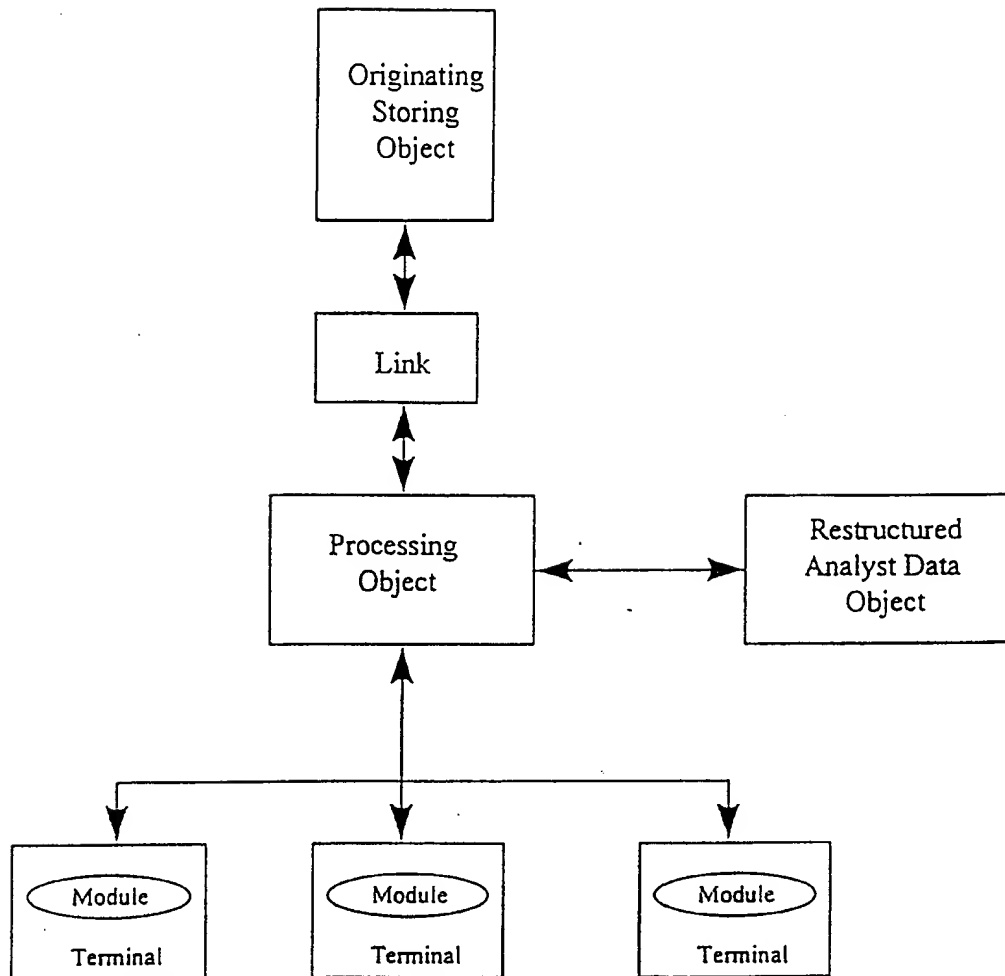 Originating
Storing
Object
Link
Processing
Object
Restructured
Analyst Data
Object
Module
Terminal
Module
Terminal
Module
Terminal